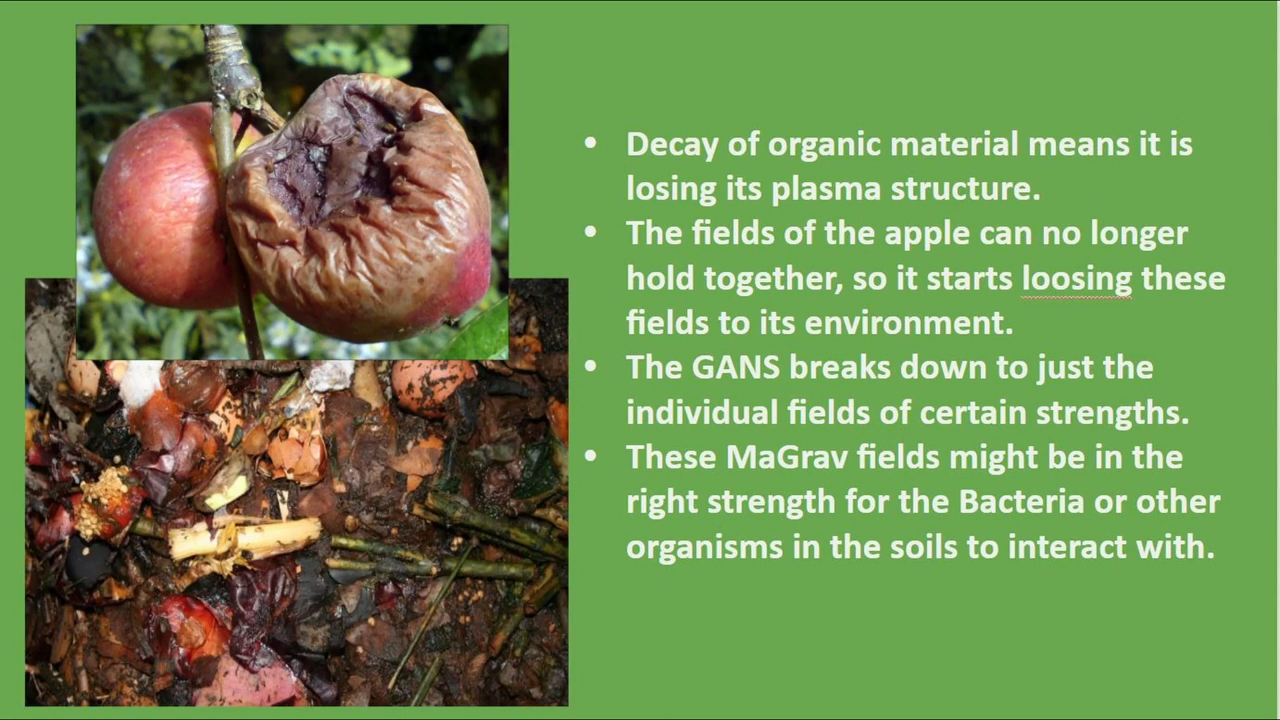 • Decay of organic material means it is
losing its plasma structure.
• The fields of the apple can no longer
hold together, so it starts loosing these
fields to its environment.
• The GANS breaks down to just the
individual fields of certain strengths.
• These MaGrav fields might be in the
right strength for the Bacteria or other
organisms in the soils to interact with.